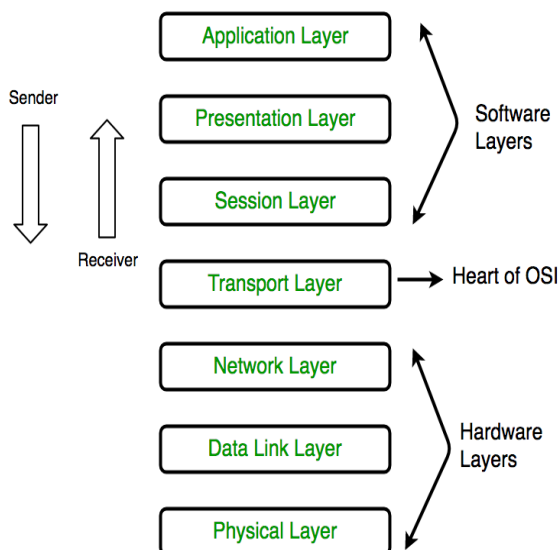 Application Layer
Sender
Presentation Layer
Software
Layers
Session Layer
Receiver
Transport Layer
Heart of OSI
Network Layer
Data Link Layer
Hardware
Layers
Physical Layer